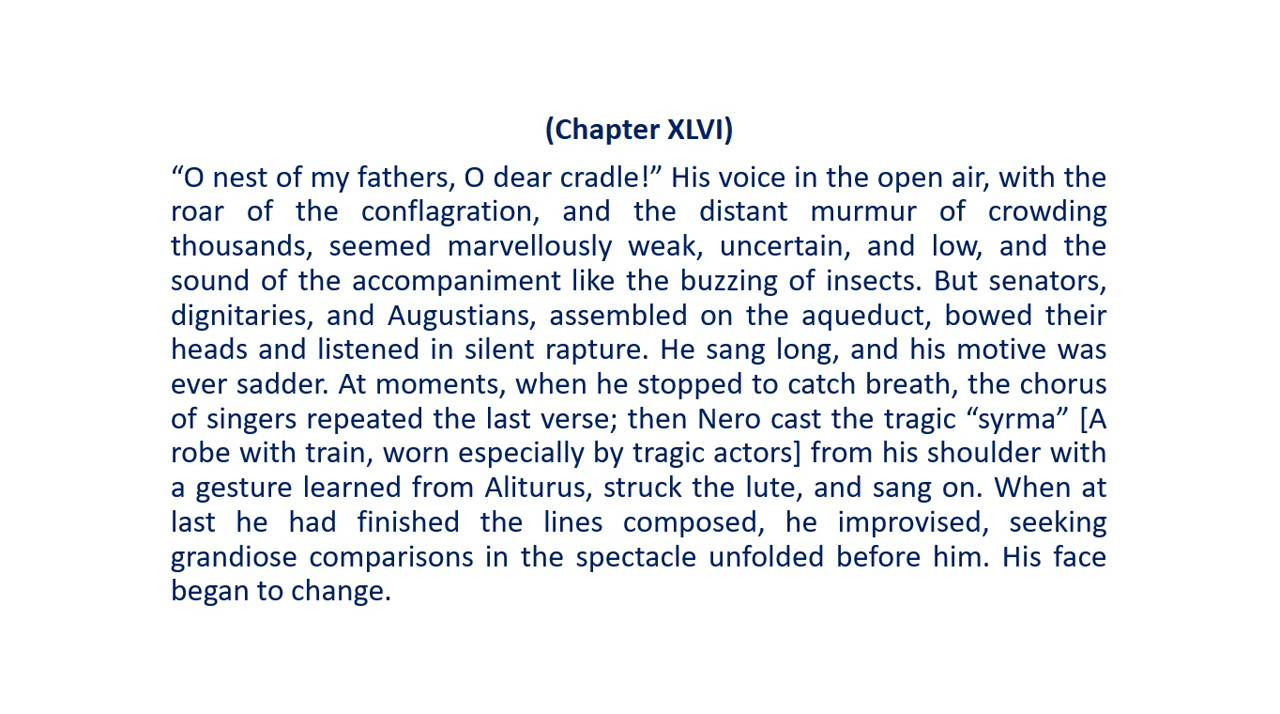 (Chapter XLVI)
“O nest of my fathers, O dear cradle!” His voice in the open air, with the
roar of the conflagration, and the distant murmur of crowding
thousands, seemed marvellously weak, uncertain, and low, and the
sound of the accompaniment like the buzzing of insects. But senators,
dignitaries, and Augustians, assembled on the aqueduct, bowed their
heads and listened in silent rapture. He sang long, and his motive was
ever sadder. At moments, when he stopped to catch breath, the chorus
of singers repeated the last verse; then Nero cast the tragic “syrma” [A
robe with train, worn especially by tragic actors] from his shoulder with
a gesture learned from Aliturus, struck the lute, and sang on. When at
last he had finished the lines composed, he improvised, seeking
grandiose comparisons in the spectacle unfolded before him. His face
began to change.